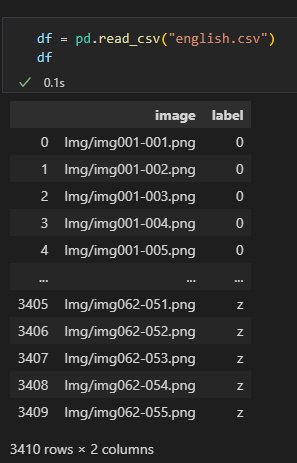 df = pd.read_csv("english.csv")
df
0.1s
image label
0 Img/img001-001.png 0
1 Img/img001-002.png 0
2 Img/img001-003.png 0
3 Img/img001-004.png 0
4 Img/img001-005.png 0
... ... ...
3405 Img/img062-051.png z
3406 Img/img062-052.png z
3407 Img/img062-053.png z
3408 Img/img062-054.png z
3409 Img/img062-055.png z
3410 rows × 2 columns